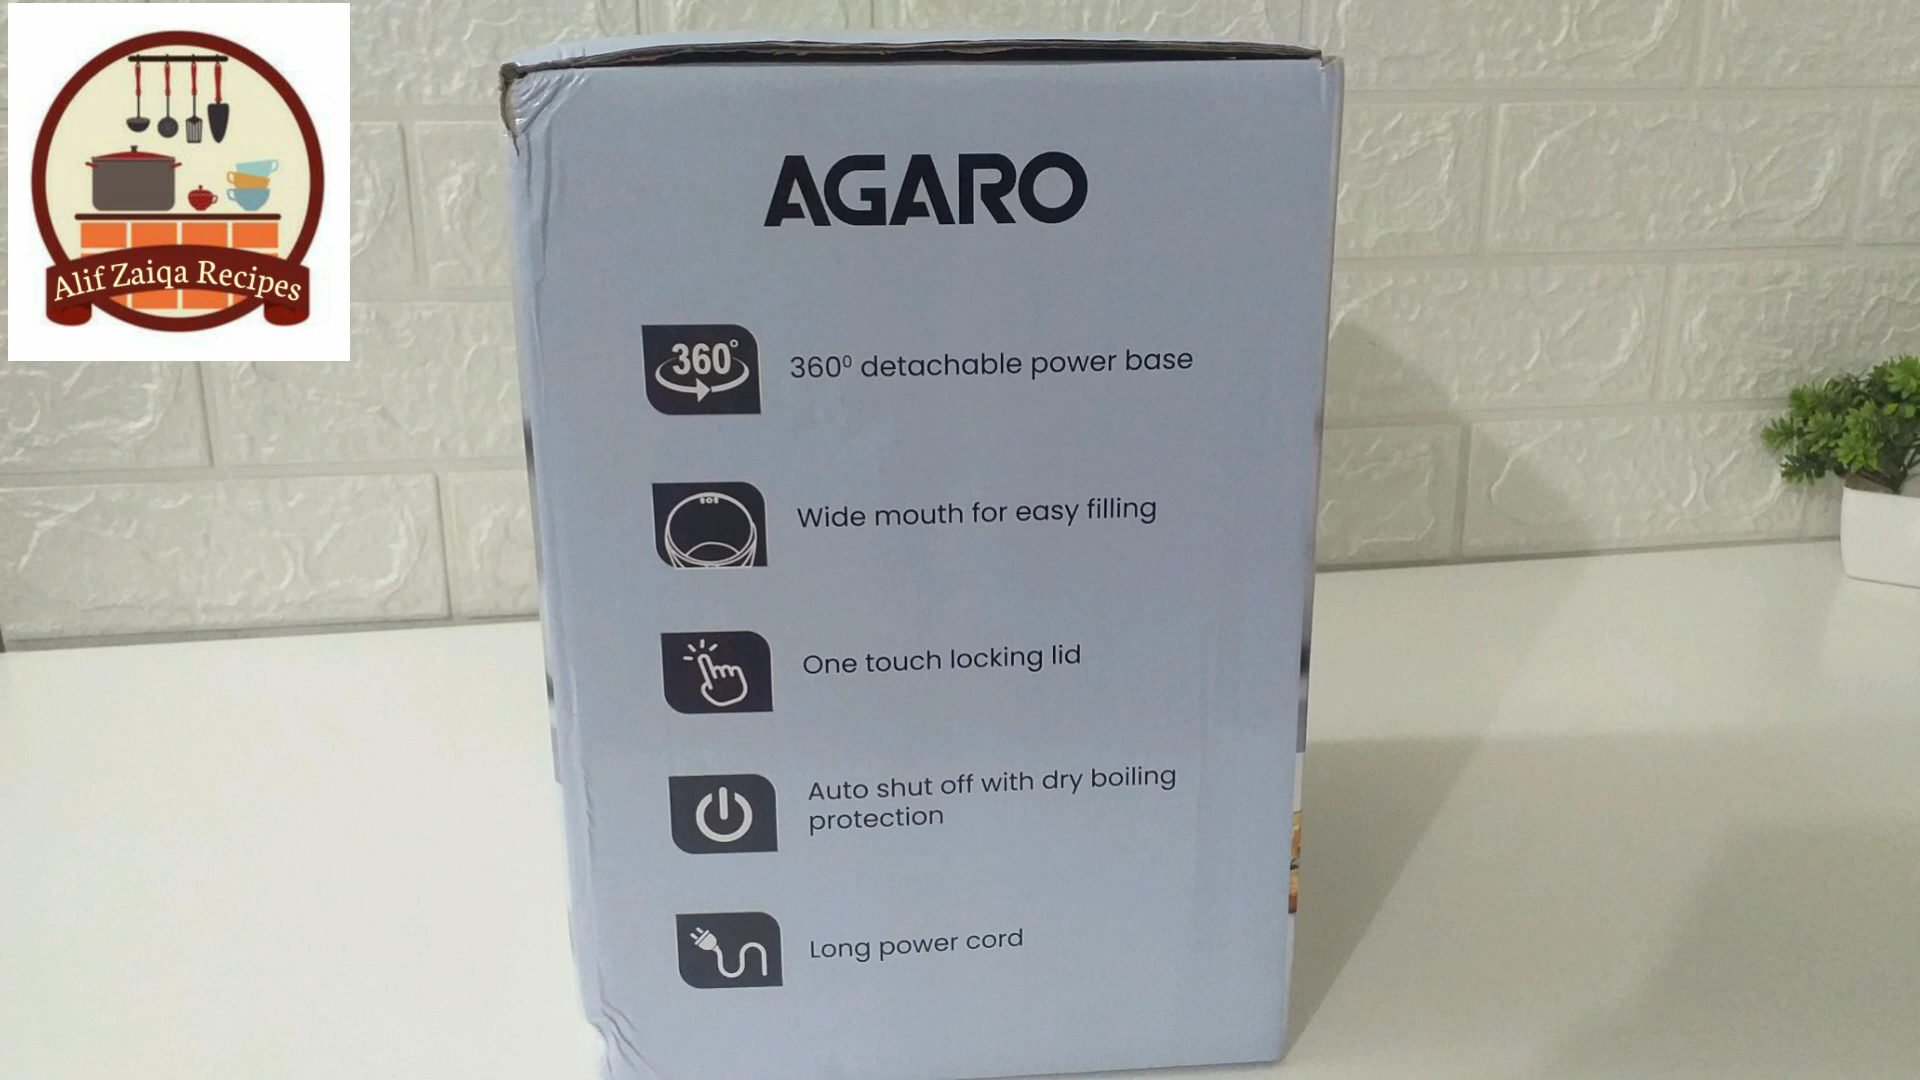 Alif Zaiqa Recipes
AGARO
360°
360⁰ detachable power base
Wide mouth for easy filling
One touch locking lid
Auto shut off with dry boiling
protection
Long power cord